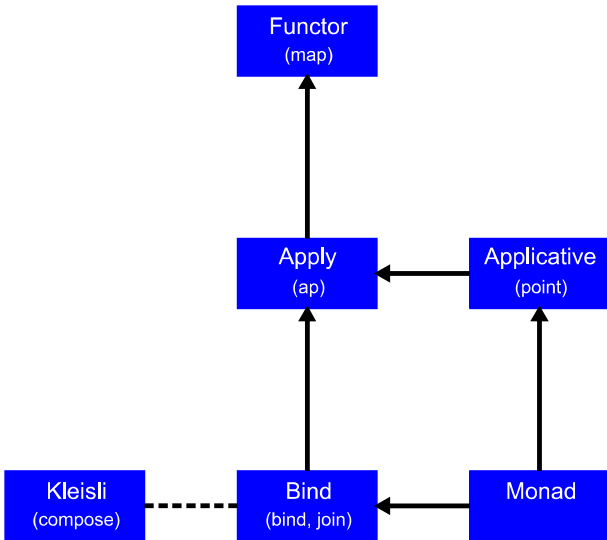 Functor
(map)
Apply
(ap)
Applicative
(point)
Kleisli
(compose)
Bind
(bind, join)
Monad